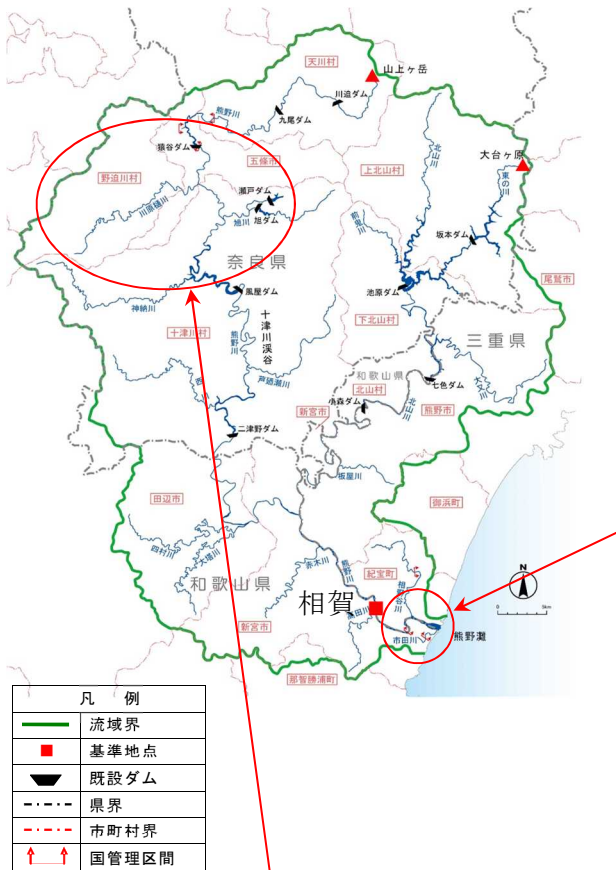 天川村
山上ヶ岳
川迫ダム
九尾ダム
熊野川
猿谷ダム
五條市
北山川
大台ヶ原
上北山村
東の川
野迫川村
瀬戸ダム
川原樋川
旭ダム
旭川
前鬼川
坂本ダム
奈良県
尾鷲市
池原ダム
風屋ダム
神納川
十津川渓谷
十津川村
熊野川
下北山村
三重県
和歌山県
芦廼瀬川
七色ダム
北山村
小森ダム
西川
大又川
新宮市
北山川
熊野市
二津野ダム
板屋川
田辺市
御浜町
四村川
大塔川
赤木川
熊野川
紀宝町
和歌山県
相野谷川
相賀
高田川
5km
新宮市
市田川
熊野灘
那智勝浦町
凡 例
流域界
基準地点
既設ダム
県界
市町村界
国管理区間